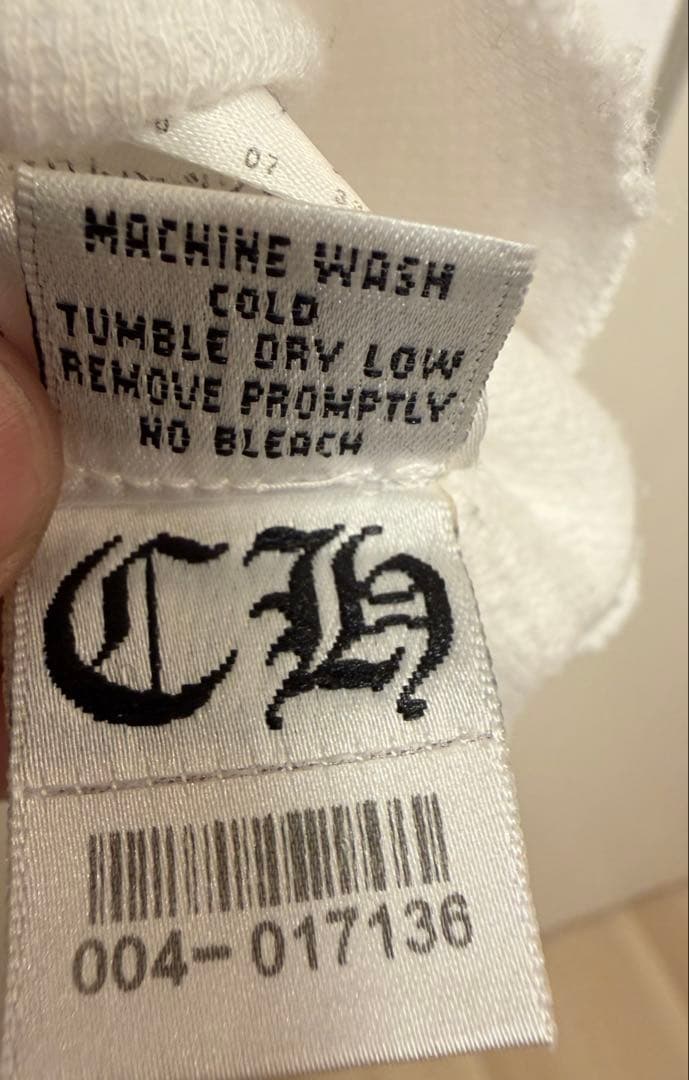 07
MACHINE WASH
COLD
TUMBLE DRY LOW
REMOVE PROMPTLY
NO BLEACH
CH
004-017136